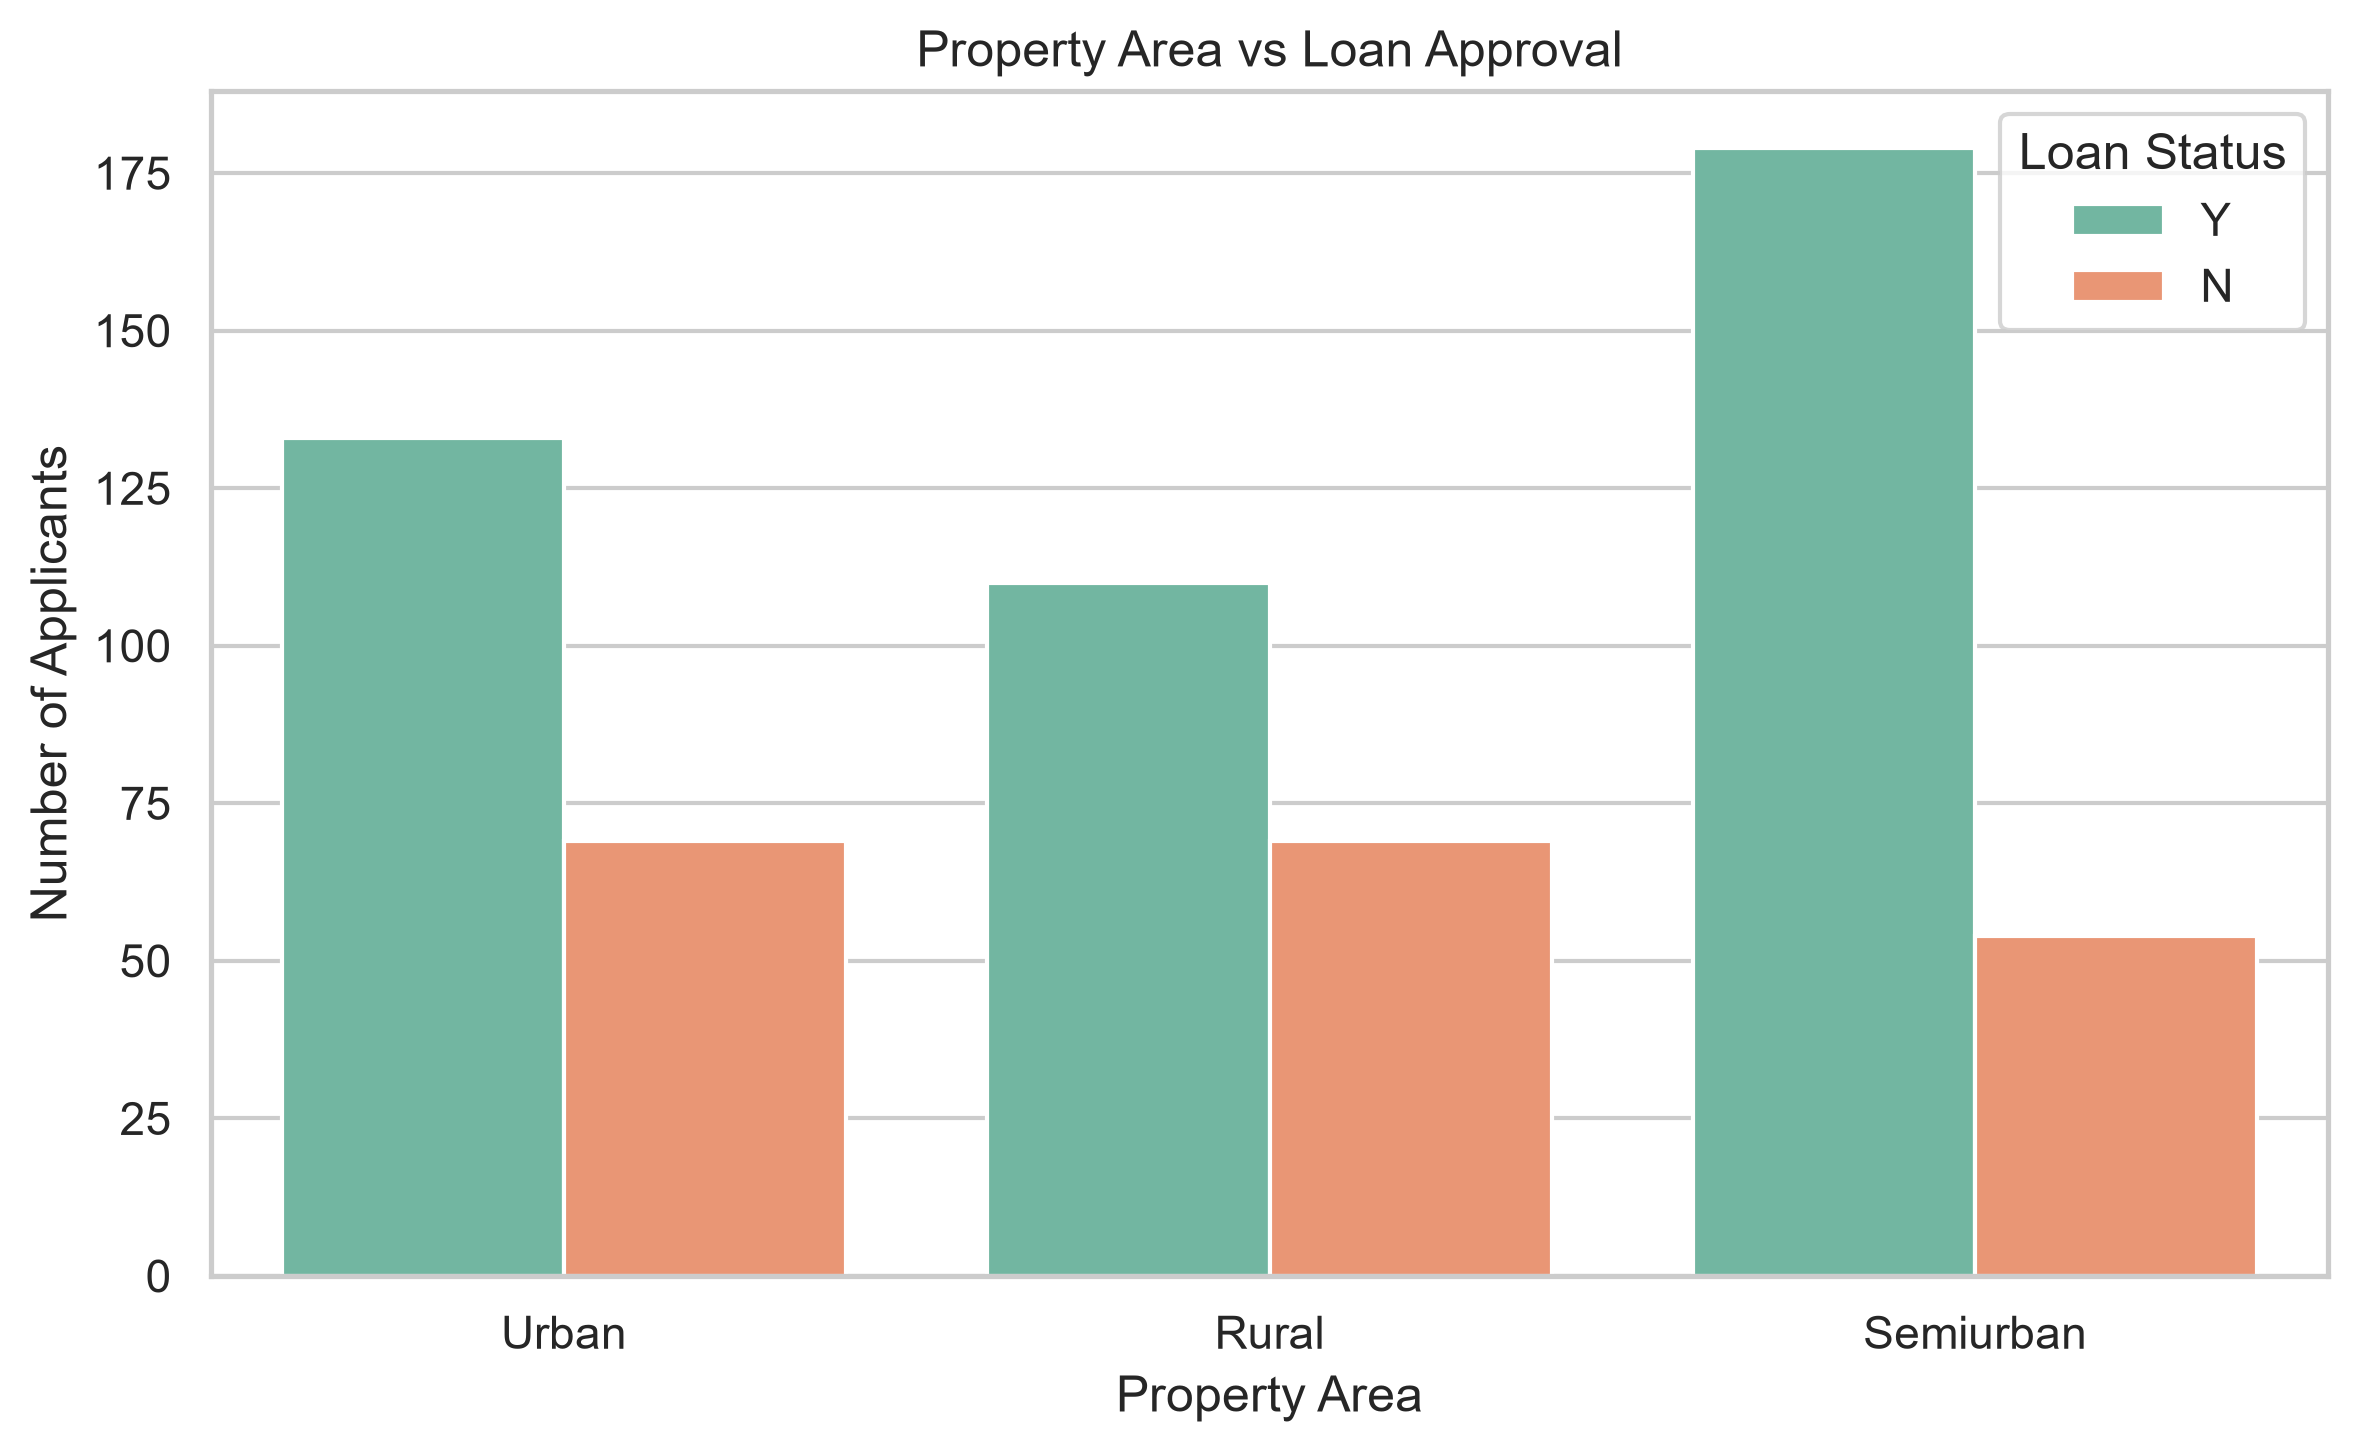 Property Area vs Loan Approval
Loan Status
Y
N
175
150
125
100
75
50
25
0
Number of Applicants
Urban
Rural
Semiurban
Property Area